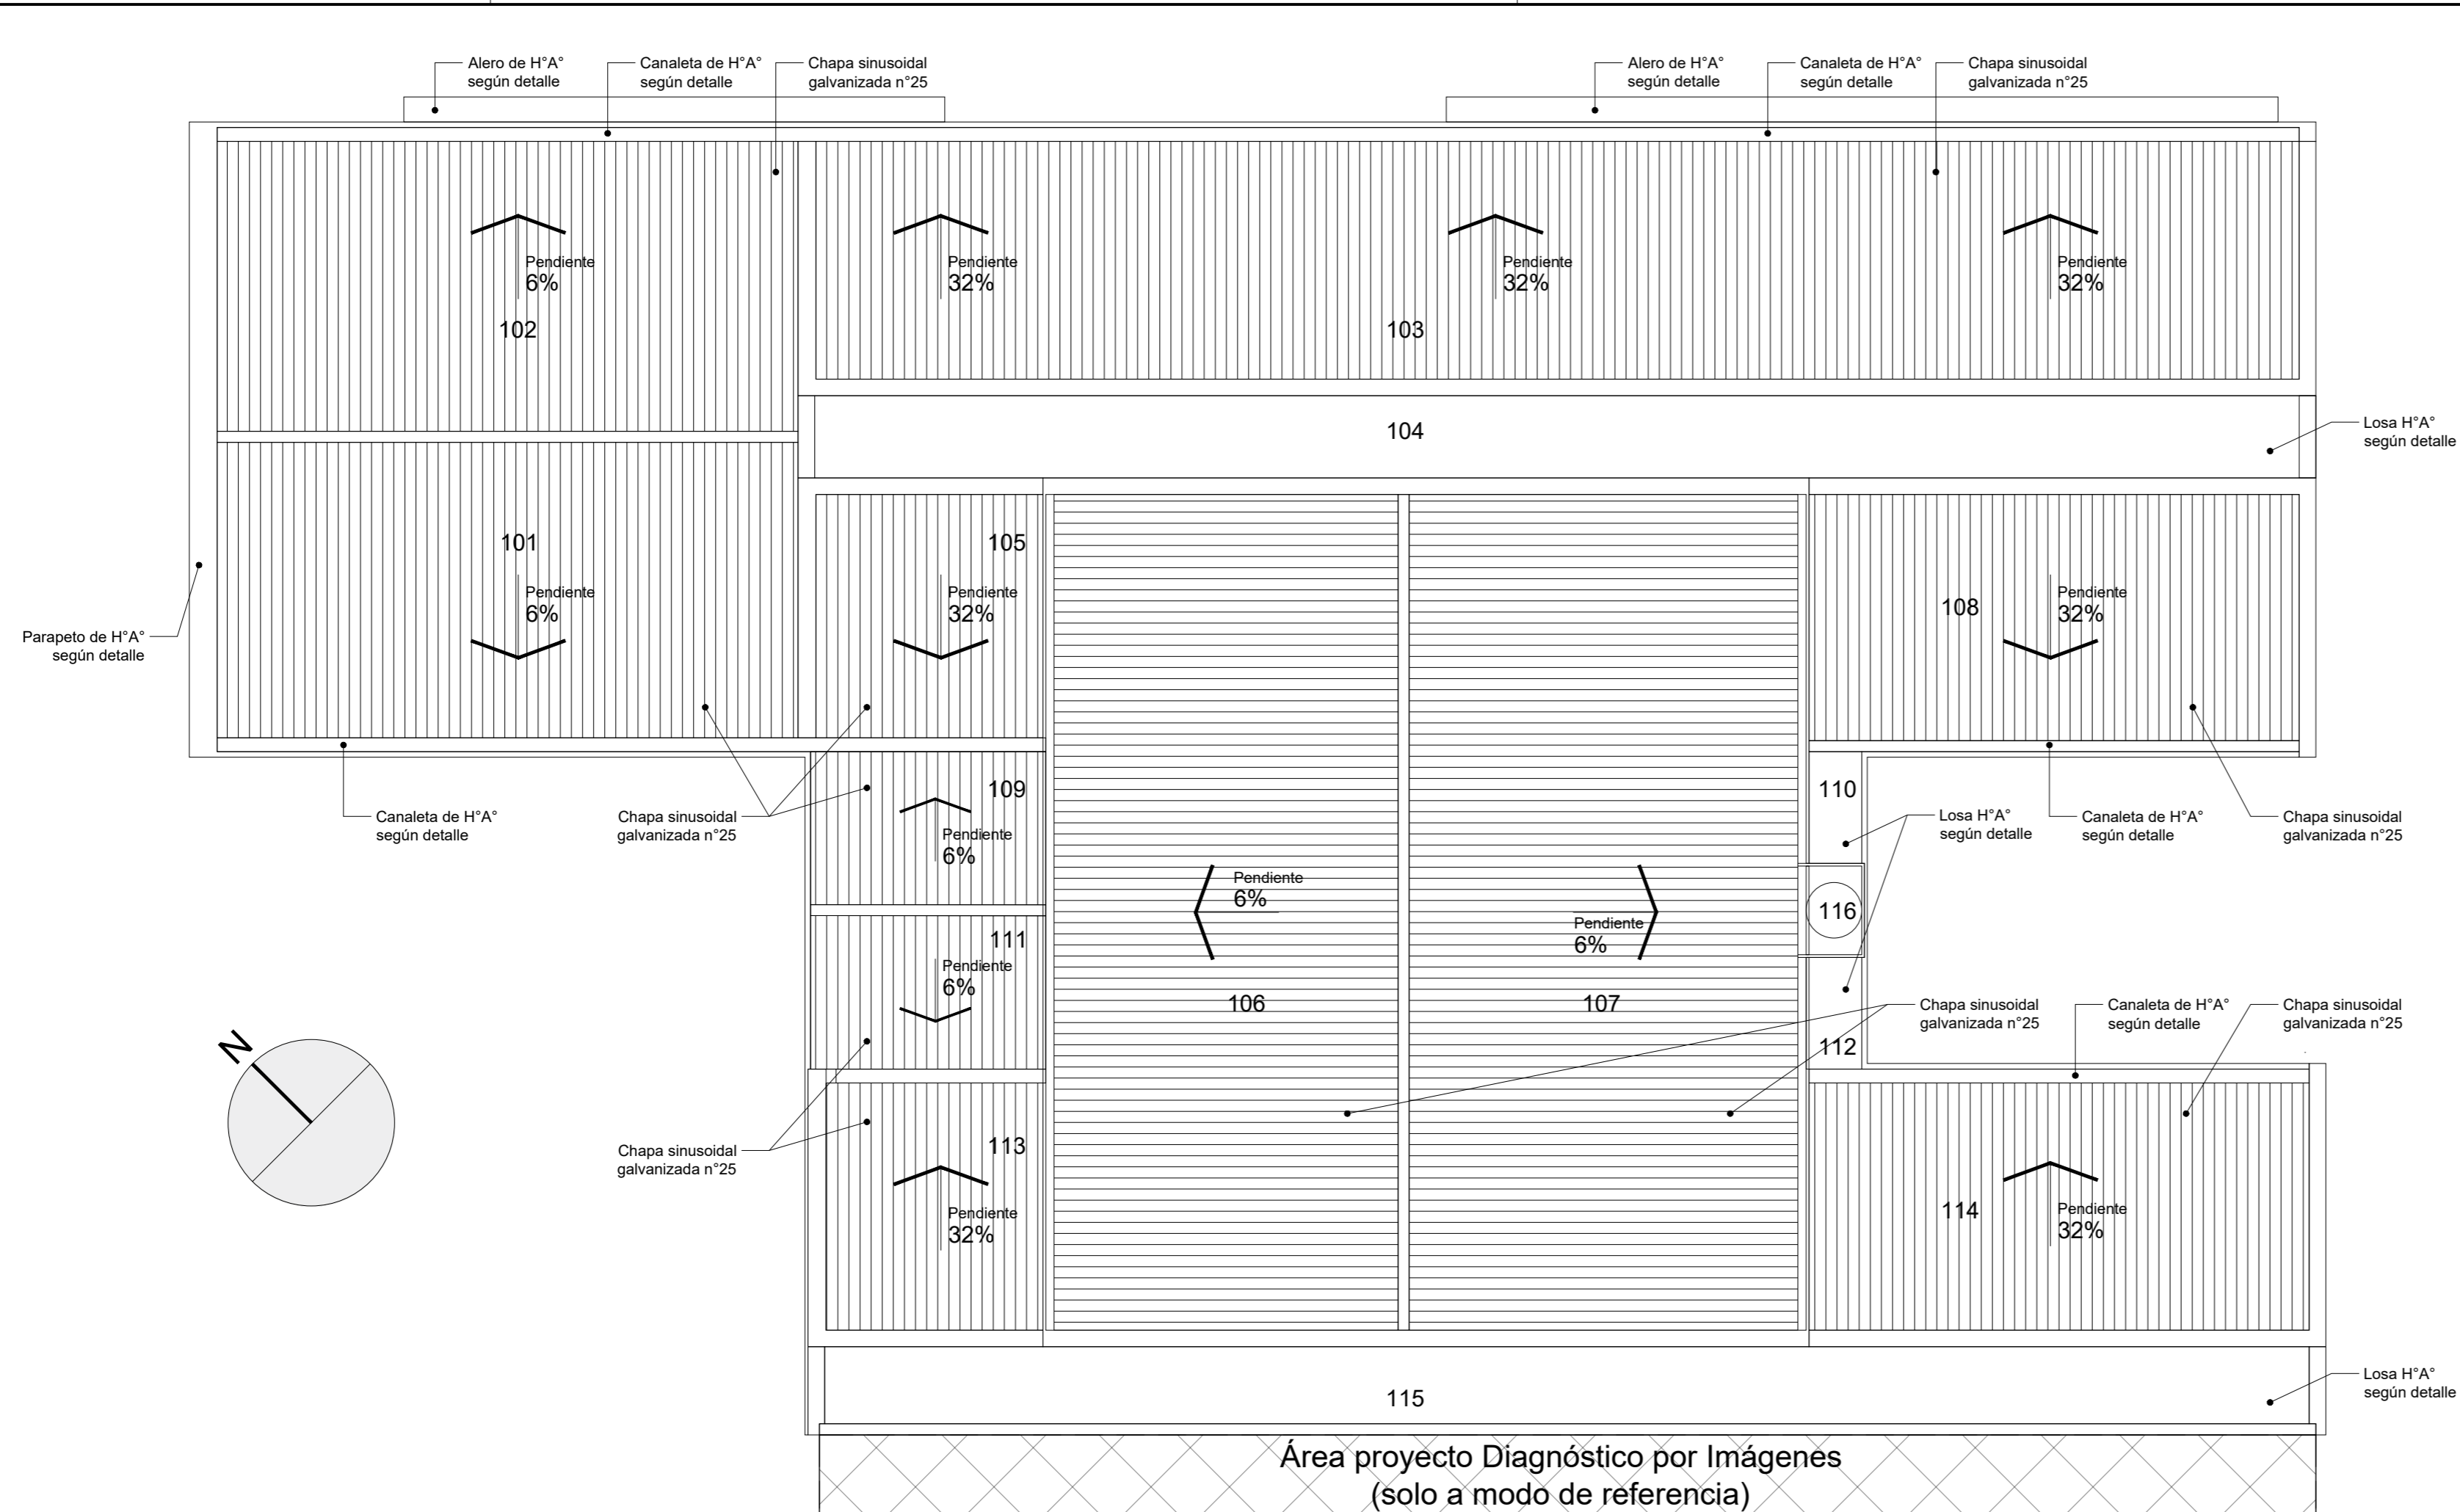 Alero de H°A°
según detalle
Canaleta de H°A°
según detalle
Chapa sinusoidal
galvanizada n°25
Alero de H°A°
según detalle
Canaleta de H°A°
según detalle
Chapa sinusoidal
galvanizada n°25
Pendiente
6%
102
Pendiente
32%
Pendiente
32%
103
Pendiente
32%
104
Losa H°A°
según detalle
101
Pendiente
6%
105
Pendiente
32%
108
Pendiente
32%
Parapeto de H°A°
según detalle
Canaleta de H°A°
según detalle
Chapa sinusoidal
galvanizada n°25
109
Pendiente
6%
110
Losa H°A°
según detalle
Canaleta de H°A°
según detalle
Chapa sinusoidal
galvanizada n°25
111
Pendiente
6%
Pendiente
6%
106
Pendiente
6%
107
116
112
Chapa sinusoidal
galvanizada n°25
Canaleta de H°A°
según detalle
Chapa sinusoidal
galvanizada n°25
N
Chapa sinusoidal
galvanizada n°25
113
Pendiente
32%
114
Pendiente
32%
115
Losa H°A°
según detalle
Área proyecto Diagnóstico por Imágenes
(solo a modo de referencia)